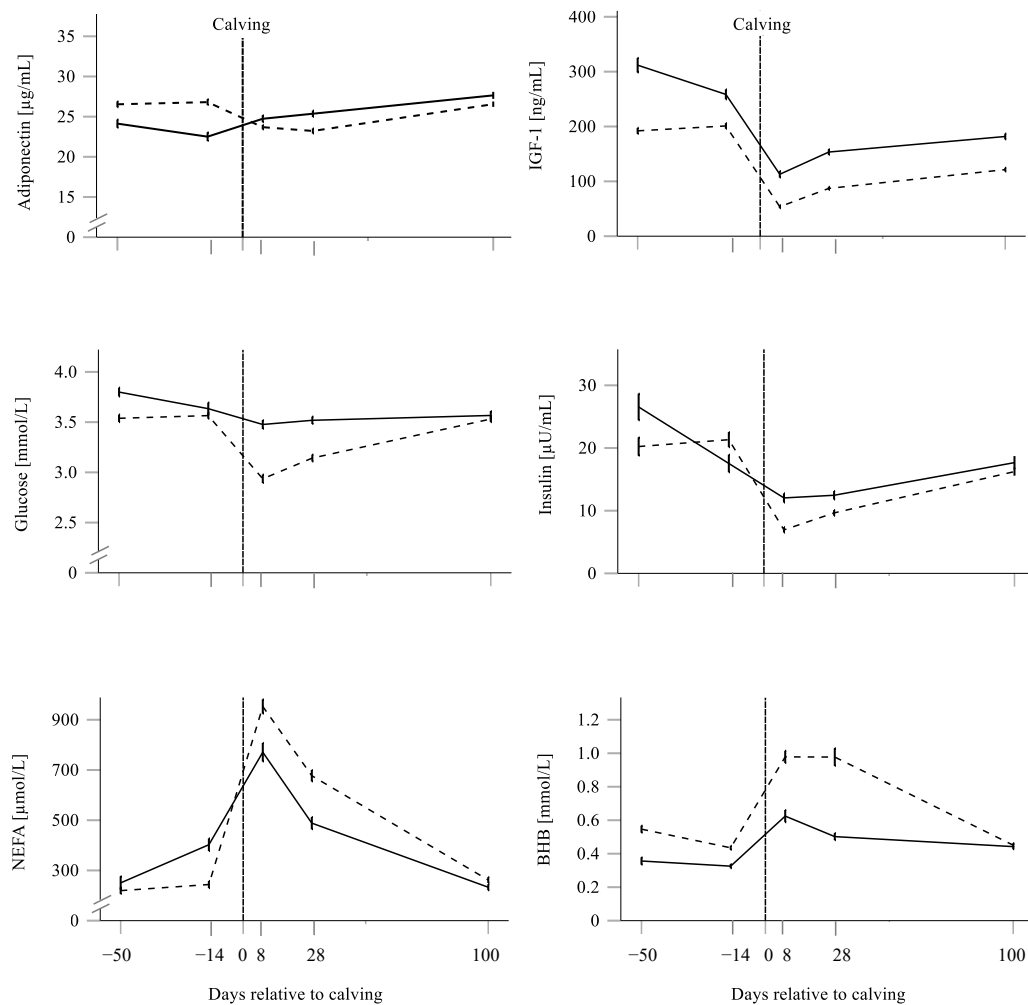 Calving
Adiponectin [µg/mL]
35
30
25
20
15
0
Calving
IGF-1 [ng/mL]
400
300
200
100
0
Glucose [mmol/L]
4.0
3.5
3.0
2.5
0
Insulin [µU/mL]
30
20
10
0
NEFA [µmol/L]
900
700
500
300
0
−50 −14 0 8 28 100
Days relative to calving
BHB [mmol/L]
1.2
1.0
0.8
0.6
0.4
0.2
0
−50 −14 0 8 28 100
Days relative to calving